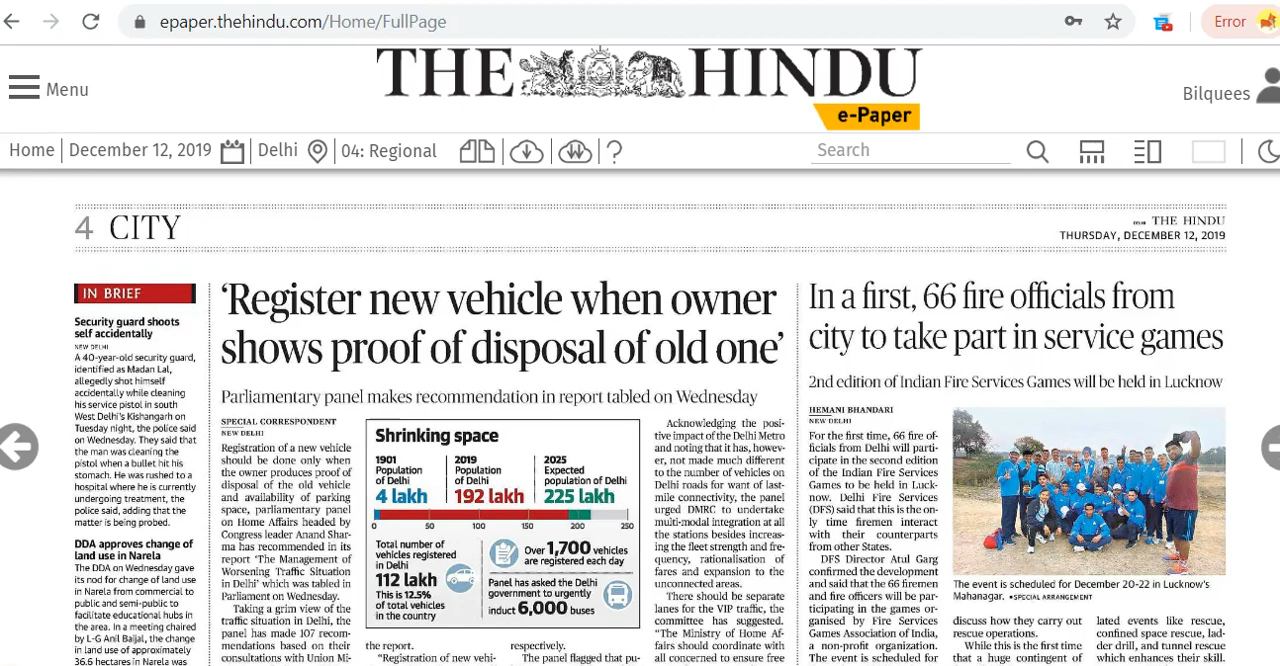 epaper.thehindu.com/Home/FullPage
Error
Menu
THE HINDU
e-Paper
Bilquees
Home
December 12, 2019
Delhi
04: Regional
?
Search
4 CITY
THE HINDU
THURSDAY, DECEMBER 12, 2019
IN BRIEF
Security guard shoots
self accidentally
NEW DELHI
A 40-year-old security guard,
identified as Madan Lal,
allegedly shot himself
accidentally while cleaning
his service pistol in south
West Delhi's Kishangarh on
Tuesday night, the police said
on Wednesday. They said that
the man was cleaning the
pistol when a bullet hit his
stomach. He was rushed to a
hospital where he is currently
undergoing treatment, the
police said, adding that the
matter is being probed.
DDA approves change of
land use in Narela
The DDA on Wednesday gave
its nod for change of land use
in Narela from commercial to
public and semi-public to
facilitate educational hubs in
the area. In a meeting chaired
by L-G Anil Baijal, the change
in land use of approximately
36.6 hectares in Narela was
‘Register new vehicle when owner
shows proof of disposal of old one’
Parliamentary panel makes recommendation in report tabled on Wednesday
SPECIAL CORRESPONDENT
NEW DELHI
Registration of a new vehicle
should be done only when
the owner produces proof of
disposal of the old vehicle
and availability of parking
space, parliamentary panel
on Home Affairs headed by
Congress leader Anand Shar-
ma has recommended in its
report ‘The Management of
Worsening Traffic Situation
in Delhi’ which was tabled in
Parliament on Wednesday.
Taking a grim view of the
traffic situation in Delhi, the
panel has made 107 recom-
mendations based on their
consultations with Union Mi-
Shrinking space
1901
Population
of Delhi
4 lakh
2019
Population
of Delhi
192 lakh
2025
Expected
population of Delhi
225 lakh
0 50 100 150 200 250
Total number of
vehicles registered
in Delhi
112 lakh
This is 12.5%
of total vehicles
in the country
Over 1,700 vehicles
are registered each day
Panel has asked the Delhi
government to urgently
induct 6,000 buses
the report.
“Registration of new vehi-
respectively.
The panel flagged that pu-
Acknowledging the posi-
tive impact of the Delhi Metro
and noting that it has, howev-
er, not made much different
to the number of vehicles on
Delhi roads for want of last-
mile connectivity, the panel
urged DMRC to undertake
multi-modal integration at all
the stations besides increas-
ing the fleet strength and fre-
quency, rationalisation of
fares and expansion to the
unconnected areas.
There should be separate
lanes for the VIP traffic, the
committee has suggested.
“The Ministry of Home Af-
fairs should coordinate with
all concerned to ensure free
In a first, 66 fire officials from
city to take part in service games
2nd edition of Indian Fire Services Games will be held in Lucknow
HEMANI BHANDARI
NEW DELHI
For the first time, 66 fire of-
ficials from Delhi will par-
ticipate in the second edition
of the Indian Fire Services
Games to be held in Luck-
now. Delhi Fire Services
(DFS) said that this is the on-
ly time firemen interact
with their counterparts
from other States.
DFS Director Atul Garg
confirmed the development
and said that the 66 firemen
and fire officers will be par-
ticipating in the games or-
ganised by Fire Services
Games Association of India,
a non-profit organization.
The event is scheduled for
The event is scheduled for December 20-22 in Lucknow's
Mahanagar. •SPECIAL ARRANGEMENT
discuss how they carry out
rescue operations.
While this is the first time
that a huge contingent of
lated events like rescue,
confined space rescue, lad-
der drill, and tunnel rescue
which enhances their skill.